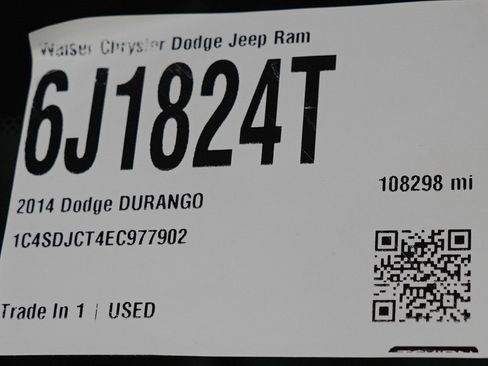 Walser Chrysler Dodge Jeep Ram
6J1824T
2014 Dodge DURANGO
108298 mi
1C4SDJCT4EC977902
Trade In 1 | USED